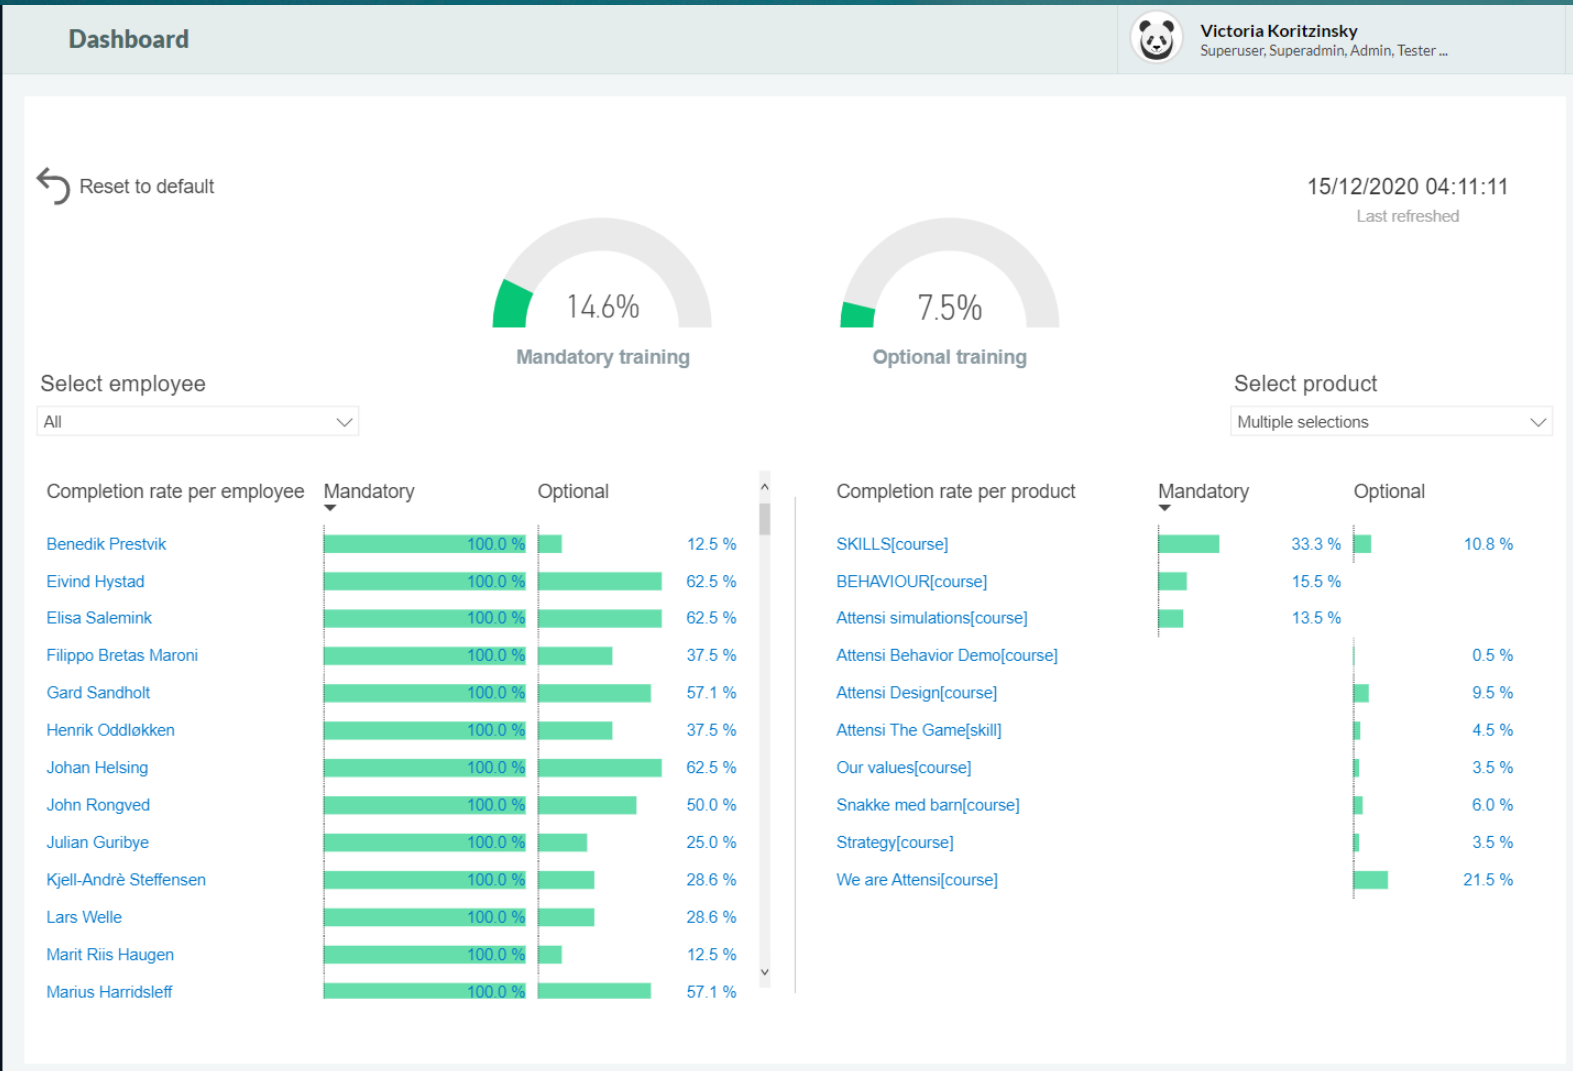 Dashboard
Victoria Koritzinsky
Superuser, Superadmin, Admin, Tester ...
Reset to default
15/12/2020 04:11:11
Last refreshed
14.6%
Mandatory training
7.5%
Optional training
Select employee
All
Select product
Multiple selections
Completion rate per employee Mandatory Optional
Benedik Prestvik 100.0 % 12.5 %
Eivind Hystad 100.0 % 62.5 %
Elisa Salemink 100.0 % 62.5 %
Filippo Bretas Maroni 100.0 % 37.5 %
Gard Sandholt 100.0 % 57.1 %
Henrik Oddløkken 100.0 % 37.5 %
Johan Helsing 100.0 % 62.5 %
John Rongved 100.0 % 50.0 %
Julian Guribye 100.0 % 25.0 %
Kjell-Andrè Steffensen 100.0 % 28.6 %
Lars Welle 100.0 % 28.6 %
Marit Riis Haugen 100.0 % 12.5 %
Marius Harridsleff 100.0 % 57.1 %
Completion rate per product Mandatory Optional
SKILLS[course] 33.3 % 10.8 %
BEHAVIOUR[course] 15.5 %
Attensi simulations[course] 13.5 %
Attensi Behavior Demo[course] 0.5 %
Attensi Design[course] 9.5 %
Attensi The Game[skill] 4.5 %
Our values[course] 3.5 %
Snakke med barn[course] 6.0 %
Strategy[course] 3.5 %
We are Attensi[course] 21.5 %